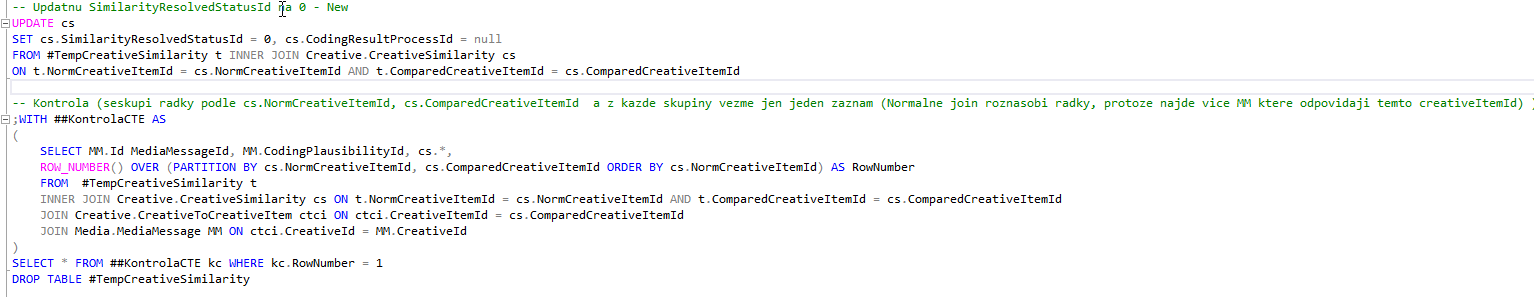 -- Updatnu SimilarityResolvedStatusId na 0 - New
UPDATE cs
SET cs.SimilarityResolvedStatusId = 0, cs.CodingResultProcessId = null
FROM #TempCreativeSimilarity t INNER JOIN Creative.CreativeSimilarity cs
ON t.NormCreativeItemId = cs.NormCreativeItemId AND t.ComparedCreativeItemId = cs.ComparedCreativeItemId
-- Kontrola (seskupi radky podle cs.NormCreativeItemId, cs.ComparedCreativeItemId  a z kazde skupiny vezme jen jeden zaznam (Normalne join roznasobi radky, protoze najde vice MM ktere odpovidaji temto creativeItemId) )
;WITH ##KontrolaCTE AS
(
SELECT MM.Id MediaMessageId, MM.CodingPlausibilityId, cs.*,
ROW_NUMBER() OVER (PARTITION BY cs.NormCreativeItemId, cs.ComparedCreativeItemId ORDER BY cs.NormCreativeItemId) AS RowNumber
FROM  #TempCreativeSimilarity t
INNER JOIN Creative.CreativeSimilarity cs ON t.NormCreativeItemId = cs.NormCreativeItemId AND t.ComparedCreativeItemId = cs.ComparedCreativeItemId
JOIN Creative.CreativeToCreativeItem ctci ON ctci.CreativeItemId = cs.ComparedCreativeItemId
JOIN Media.MediaMessage MM ON ctci.CreativeId = MM.CreativeId
)
SELECT * FROM ##KontrolaCTE kc WHERE kc.RowNumber = 1
DROP TABLE #TempCreativeSimilarity